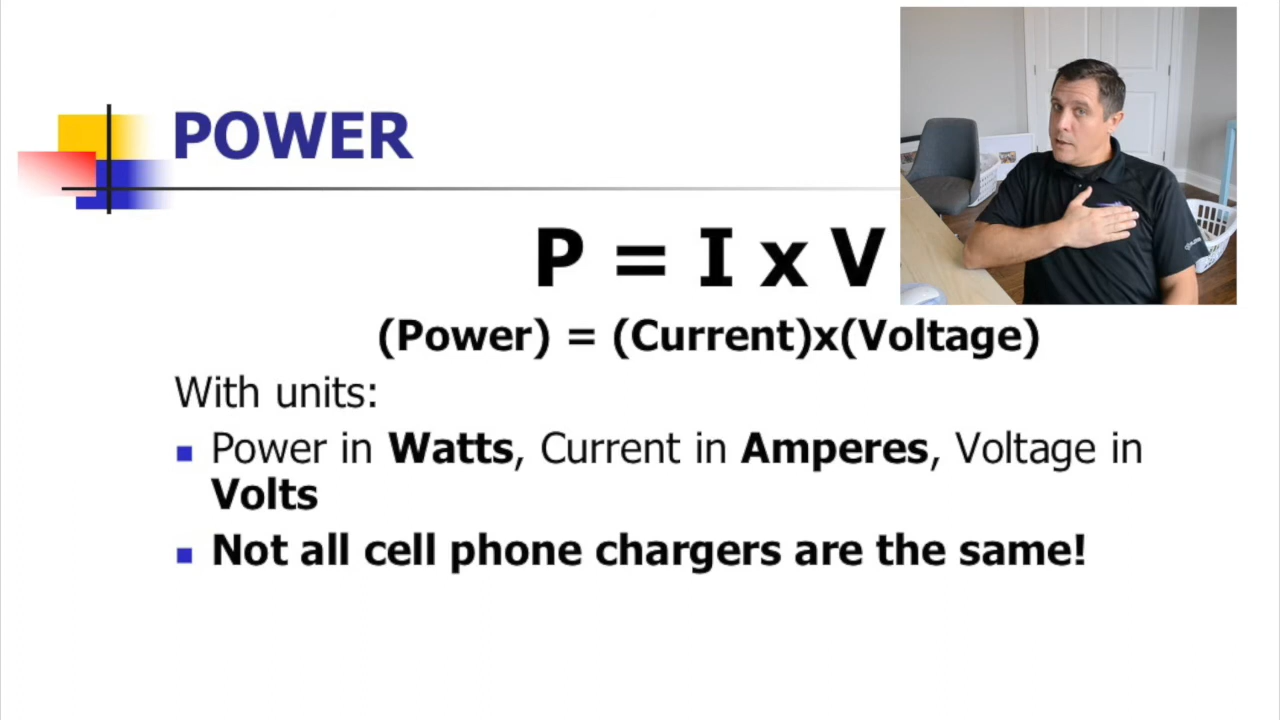 POWER
P = I x V
(Power) = (Current)x(Voltage)
With units:
Power in Watts, Current in Amperes, Voltage in
Volts
Not all cell phone chargers are the same!